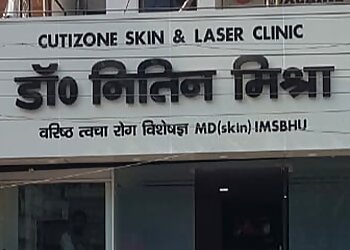 CUTIZONE SKIN & LASER CLINIC
डॉ० नितिन मिश्रा
वरिष्ठ त्वचा रोग विशेषज्ञ MD(skin) IMSBHU